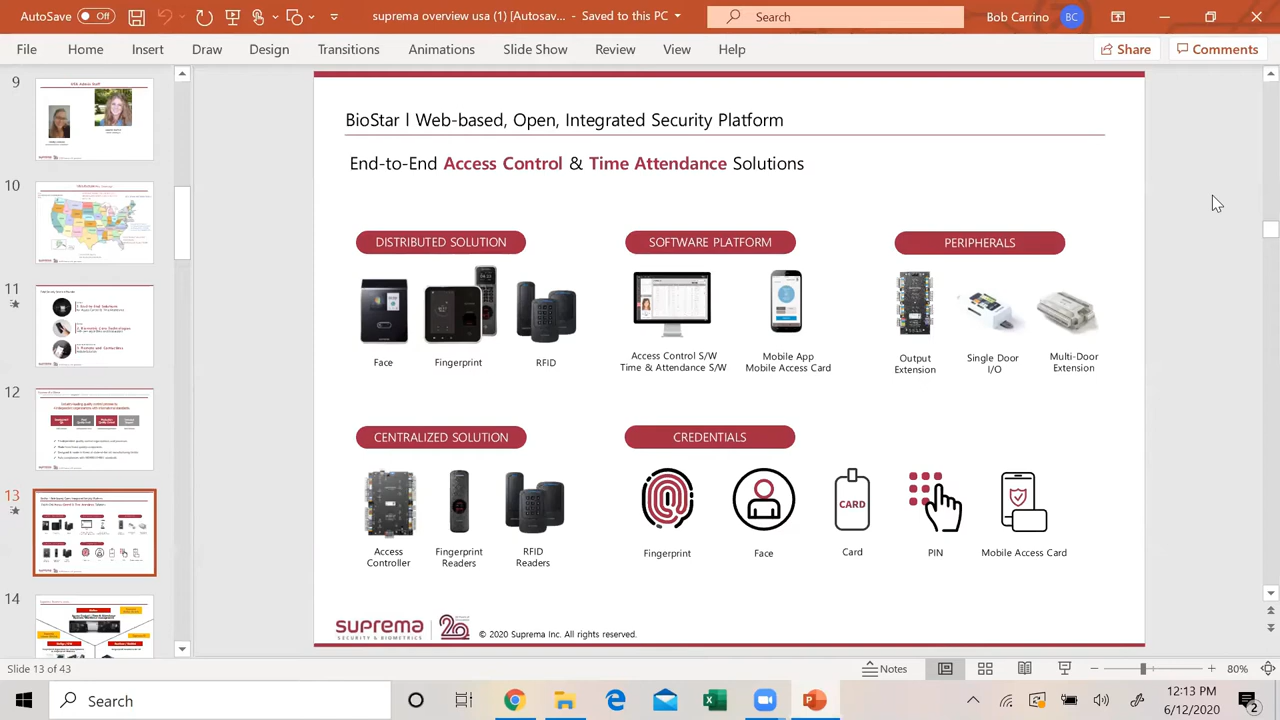 AutoSave Off
suprema overview usa (1) [Autosav... - Saved to this PC
Search
Bob Carrino BC
File Home Insert Draw Design Transitions Animations Slide Show Review View Help
Share Comments
9
10
1
12
13
14
BioStar l Web-based, Open, Integrated Security Platform
End-to-End Access Control & Time Attendance Solutions
DISTRIBUTED SOLUTION
Face
Fingerprint
RFID
SOFTWARE PLATFORM
Access Control S/W
Time & Attendance S/W
Mobile App
Mobile Access Card
PERIPHERALS
Output
Extension
Single Door
I/O
Multi-Door
Extension
CENTRALIZED SOLUTION
Access
Controller
Fingerprint
Readers
RFID
Readers
CREDENTIALS
CARD
Fingerprint
Face
Card
PIN
Mobile Access Card
suprema
SECURITY & BIOMETRICS
20
2020 Suprema Inc. All rights reserved.
Slide 13 of 43
Notes
80%
Search
12:13 PM
6/12/2020
2